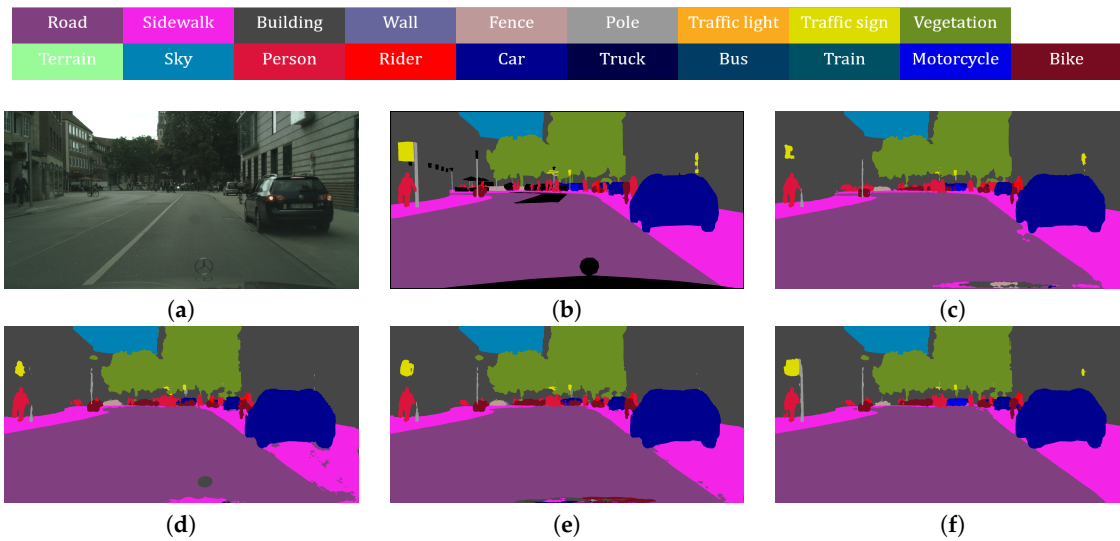 Road Sidewalk Building Wall Fence Pole Traffic light Traffic sign Vegetation
Terrain Sky Person Rider Car Truck Bus Train Motorcycle Bike
(a) (b) (c)
(d) (e) (f)